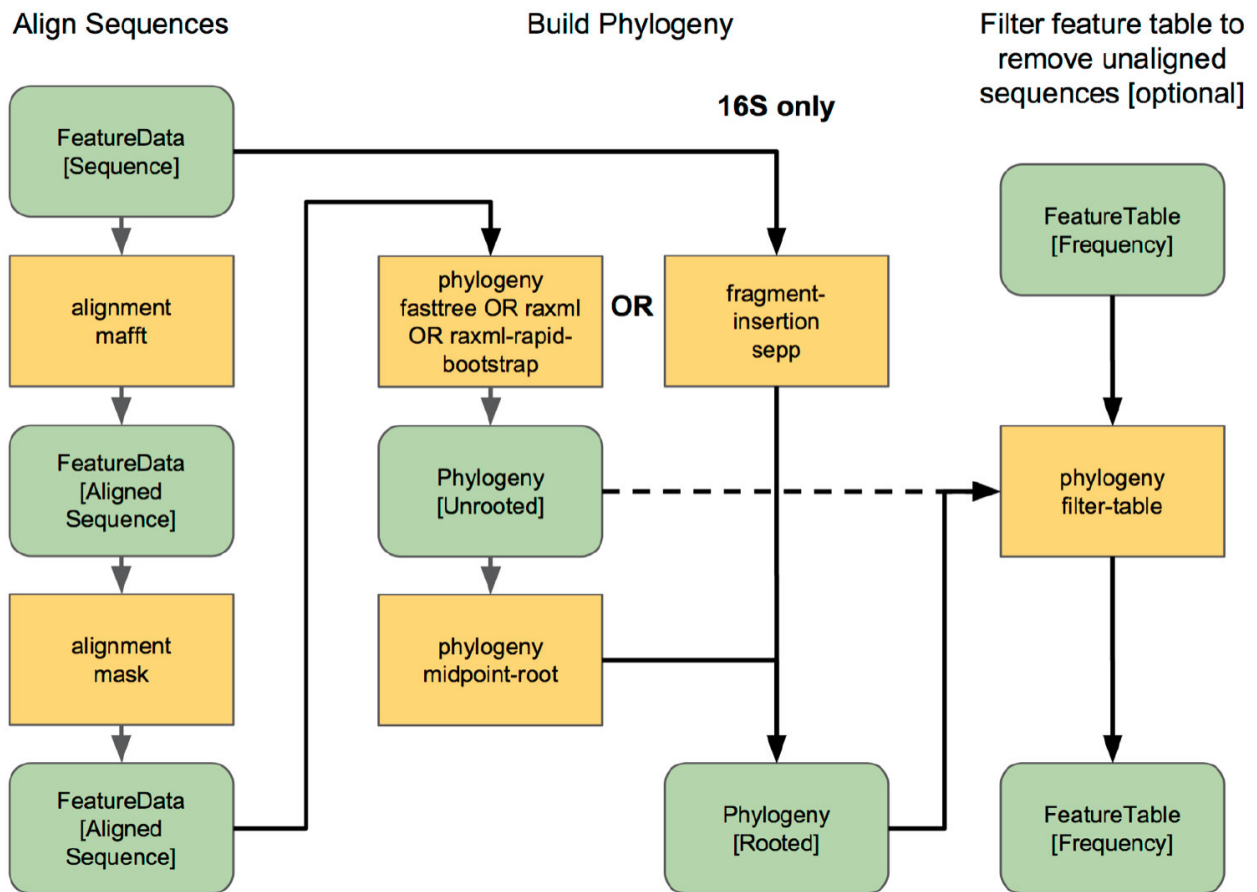 Align Sequences
Build Phylogeny
Filter feature table to
remove unaligned
sequences [optional]
16S only
FeatureData
[Sequence]
alignment
mafft
FeatureData
[Aligned
Sequence]
alignment
mask
FeatureData
[Aligned
Sequence]
phylogeny
fasttree OR raxml
OR raxml-rapid-
bootstrap
OR
fragment-
insertion
sepp
Phylogeny
[Unrooted]
phylogeny
midpoint-root
Phylogeny
[Rooted]
FeatureTable
[Frequency]
phylogeny
filter-table
FeatureTable
[Frequency]